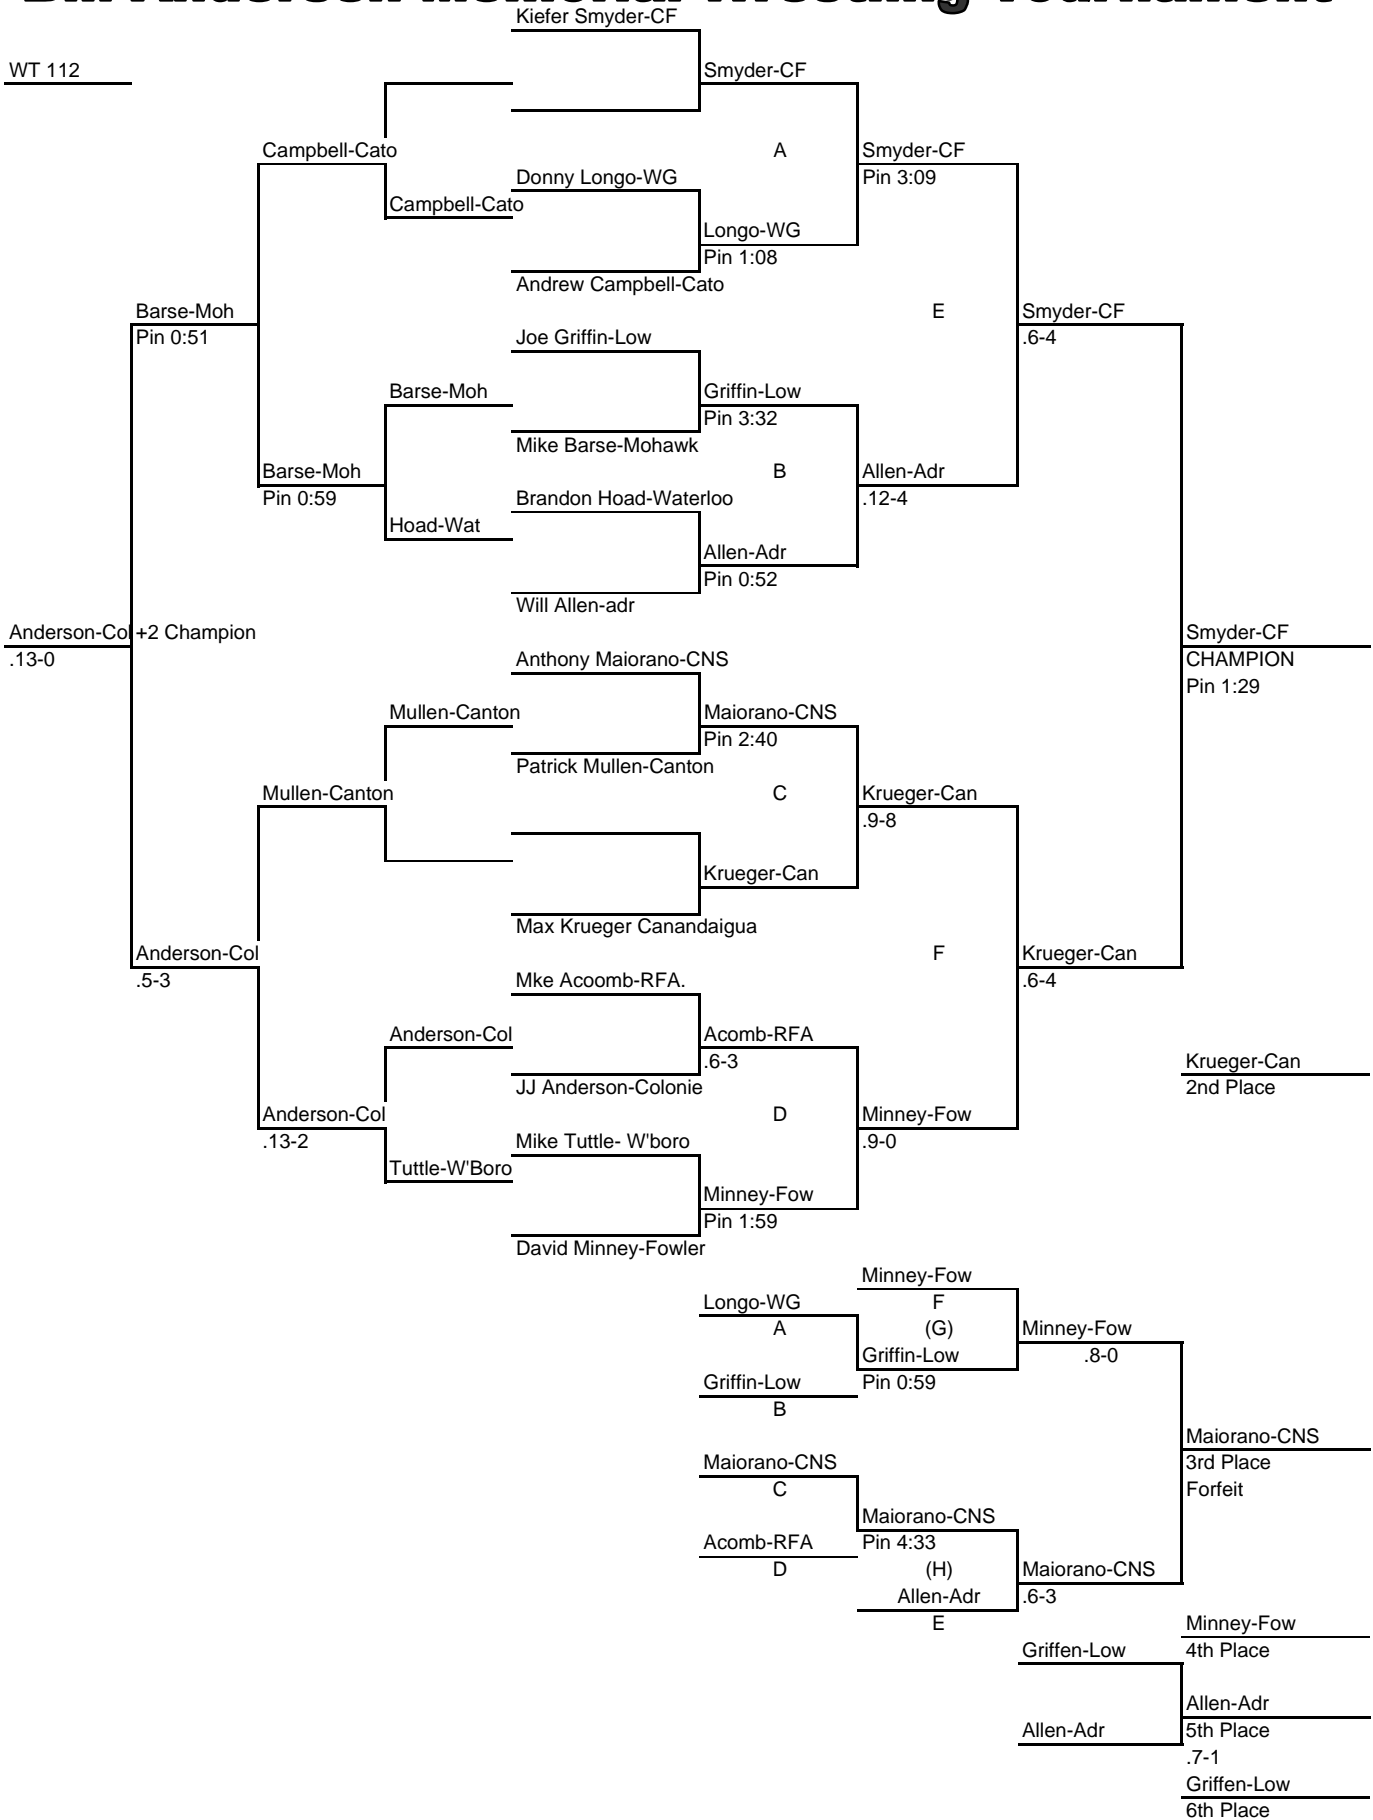 Bill Anderson Memorial Wrestling Tournament
Kiefer Smyder-CF
WT 112
Smyder-CF
Campbell-Cato
A
Smyder-CF
Pin 3:09
Donny Longo-WG
Campbell-Cato
Longo-WG
Pin 1:08
Andrew Campbell-Cato
Barse-Moh
E
Smyder-CF
Pin 0:51
Joe Griffin-Low
.6-4
Barse-Moh
Griffin-Low
Pin 3:32
Mike Barse-Mohawk
Barse-Moh
B
Allen-Adr
Pin 0:59
Brandon Hoad-Waterloo
.12-4
Hoad-Wat
Allen-Adr
Pin 0:52
Will Allen-adr
Anderson-Col +2 Champion
Smyder-CF
.13-0
Anthony Maiorano-CNS
CHAMPION
Pin 1:29
Mullen-Canton
Maiorano-CNS
Pin 2:40
Patrick Mullen-Canton
Mullen-Canton
C
Krueger-Can
.9-8
Krueger-Can
Max Krueger Canandaigua
Anderson-Col
F
Krueger-Can
.5-3
Mke Acoomb-RFA.
.6-4
Anderson-Col
Acomb-RFA
.6-3
Krueger-Can
JJ Anderson-Colonie
2nd Place
Anderson-Col
D
Minney-Fow
.13-2
Mike Tuttle- W'boro
.9-0
Tuttle-W'Boro
Minney-Fow
Pin 1:59
David Minney-Fowler
Minney-Fow
Longo-WG
F
A
(G)
Minney-Fow
Griffin-Low
.8-0
Griffin-Low
Pin 0:59
B
Maiorano-CNS
Maiorano-CNS
3rd Place
C
Forfeit
Maiorano-CNS
Acomb-RFA
Pin 4:33
D
(H)
Maiorano-CNS
Allen-Adr
.6-3
E
Minney-Fow
Griffen-Low
4th Place
Allen-Adr
Allen-Adr
5th Place
.7-1
Griffen-Low
6th Place